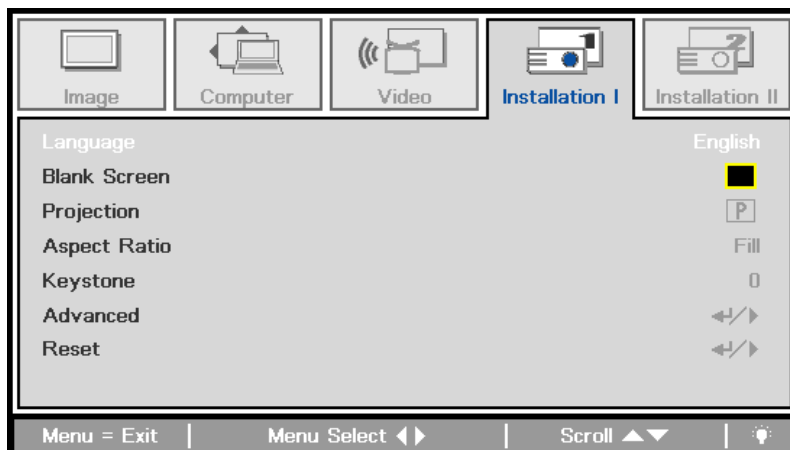 Image Computer Video Installation I Installation II
Language English
Blank Screen
Projection P
Aspect Ratio Fill
Keystone 0
Advanced
Reset
Menu = Exit Menu Select Scroll